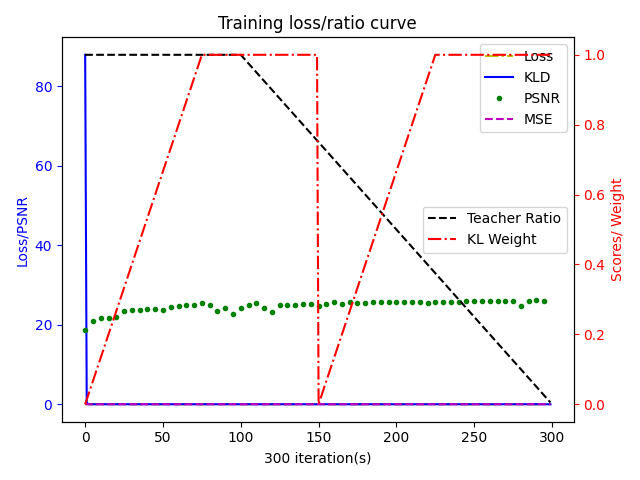 Training loss/ratio curve
Loss/PSNR
80
60
40
20
0
Loss
KLD
PSNR
MSE
Teacher Ratio
KL Weight
1.0
0.8
0.6
0.4
0.2
0.0
Scores/ Weight
0 50 100 150 200 250 300
300 iteration(s)